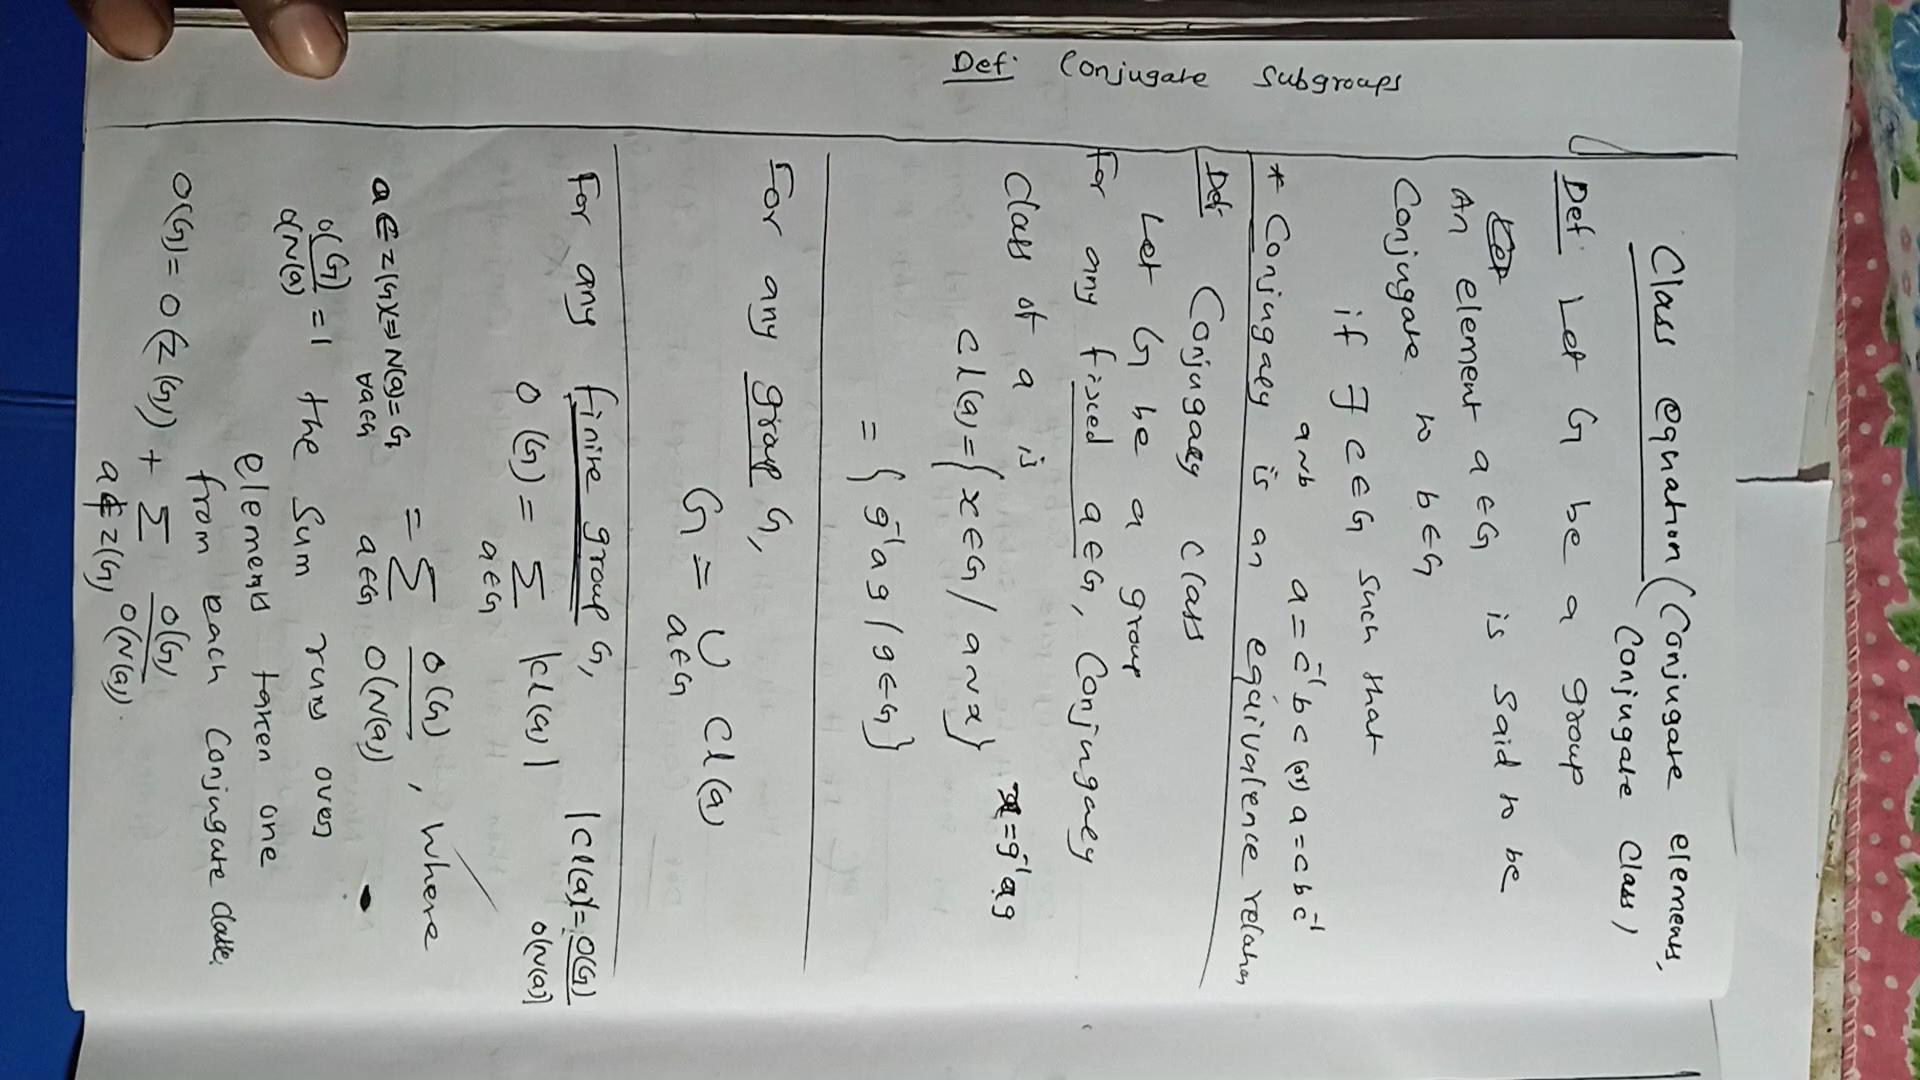 Def: Conjugate Subgroups
Class equation (Conjugate elements,
Conjugate Class)
Def: Let G be a group
An element a∈G is said to be
Conjugate to b∈G
if ∃ c∈G such that
a~b a = c⁻¹bc (or) a = cbc⁻¹
* Conjugacy is an equivalence relation
Def: Conjugacy class
Let G be a group
For any fixed a∈G, Conjugacy
Class of a is
cl(a) = {x∈G / a~x} x = g⁻¹ag
= {g⁻¹ag / g∈G}
For any group G,
G = ∪ cl(a)
a∈G
For any finite group G, |cl(a)| = O(G)/O(N(a))
O(G) = Σ |cl(a)|
a∈G
a∈Z(G) ⇔ N(a) = G = Σ O(G)/O(N(a)), where
∀a∈G a∈G
O(G)/O(N(a)) = 1 the sum runs over
elements taken one
from each Conjugate class.
O(G) = O(Z(G)) + Σ O(G)/O(N(a)).
a∉Z(G)